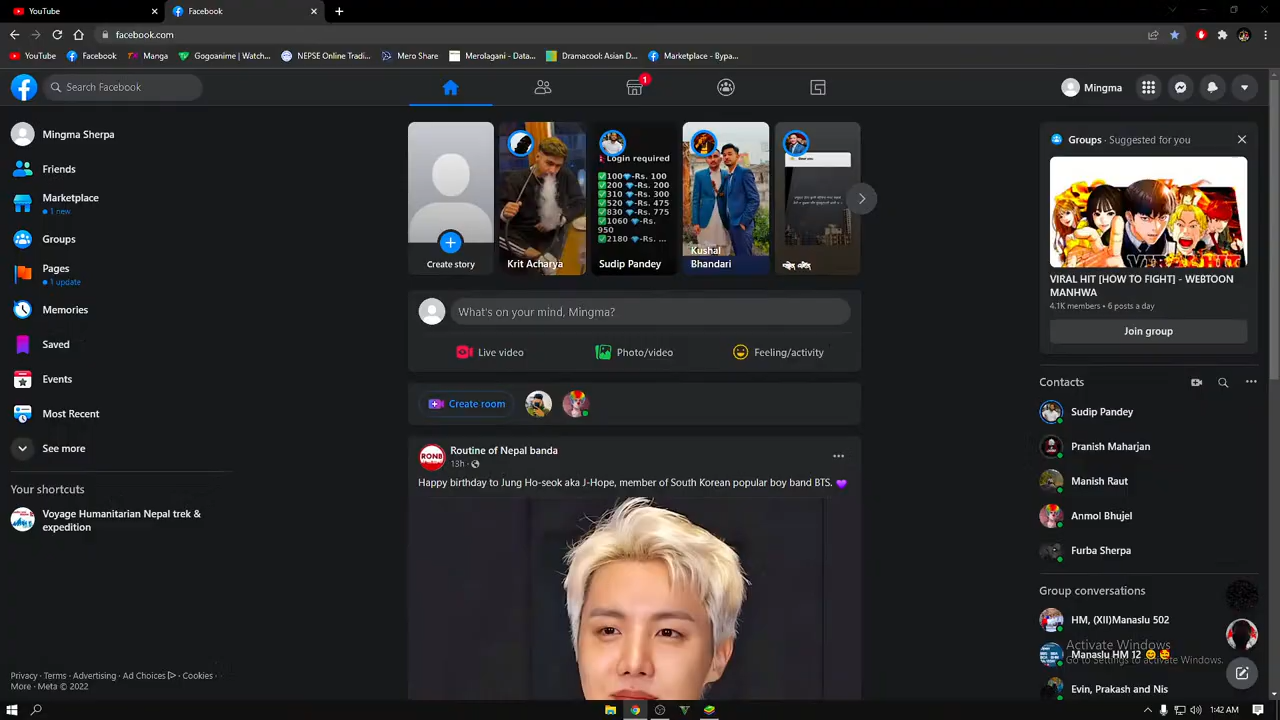 YouTube
Facebook
facebook.com
YouTube
Facebook
Manga
Gogoanime | Watch...
NEPSE Online Tradi...
Mero Share
Merolagani - Data...
Dramacool: Asian D...
Marketplace - Bypa...
Search Facebook
1
Mingma
Mingma Sherpa
Friends
Marketplace
1 new
Groups
Pages
1 update
Memories
Saved
Events
Most Recent
See more
Your shortcuts
Voyage Humanitarian Nepal trek &
expedition
Privacy · Terms · Advertising · Ad Choices · Cookies ·
More · Meta © 2022
Create story
Krit Acharya
Login required
100💎-Rs. 100
200💎-Rs. 200
310💎-Rs. 300
520💎-Rs. 475
830💎-Rs. 775
1060💎-Rs.
950
2180💎-Rs. ...
Sudip Pandey
Kushal
Bhandari
What's on your mind, Mingma?
Live video
Photo/video
Feeling/activity
Create room
RONB
Routine of Nepal banda
13h ·
Happy birthday to Jung Ho-seok aka J-Hope, member of South Korean popular boy band BTS. 💜
Groups · Suggested for you
VIRAL HIT [HOW TO FIGHT] - WEBTOON
MANHWA
4.1K members • 6 posts a day
Join group
Contacts
Sudip Pandey
Pranish Maharjan
Manish Raut
Anmol Bhujel
Furba Sherpa
Group conversations
HM, (XII)Manaslu 502
Manaslu HM 12 😊🥰
Evin, Prakash and Nis
Activate Windows
Go to Settings to activate Windows.
1:42 AM